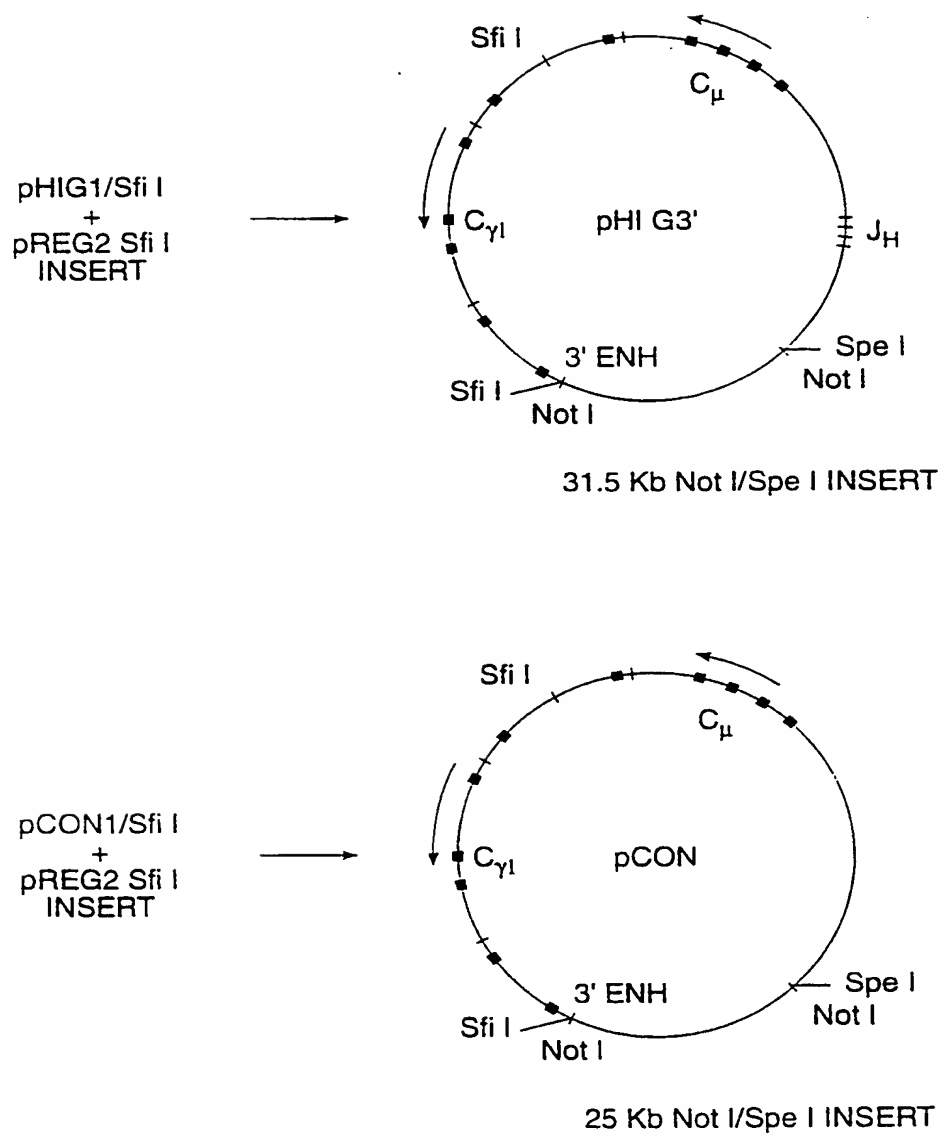 Sfi I
Cμ
pHIG1/Sfi I
+
pREG2 Sfi I
INSERT
Cγ1
pHI G3'
JH
3' ENH
Spe I
Sfi I
Not I
Not I
31.5 Kb Not I/Spe I INSERT
Sfi I
Cμ
pCON1/Sfi I
+
pREG2 Sfi I
INSERT
Cγ1
pCON
3' ENH
Spe I
Sfi I
Not I
Not I
25 Kb Not I/Spe I INSERT